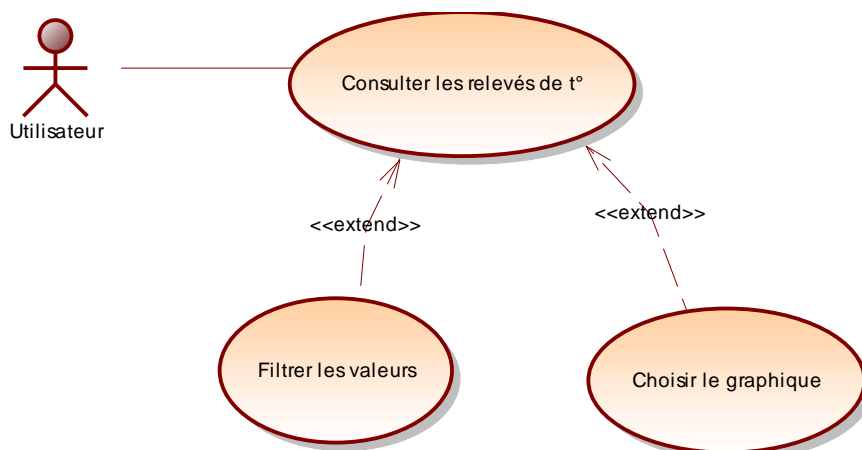 Consulter les relevés de t°
Utilisateur
<<extend>>
<<extend>>
Filtrer les valeurs
Choisir le graphique